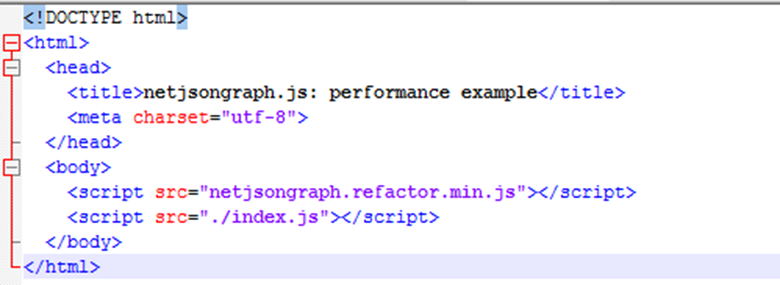 <!DOCTYPE html>
<html>
<head>
<title>netjsongraph.js: performance example</title>
<meta charset="utf-8">
</head>
<body>
<script src="netjsongraph.refactor.min.js"></script>
<script src="./index.js"></script>
</body>
</html>